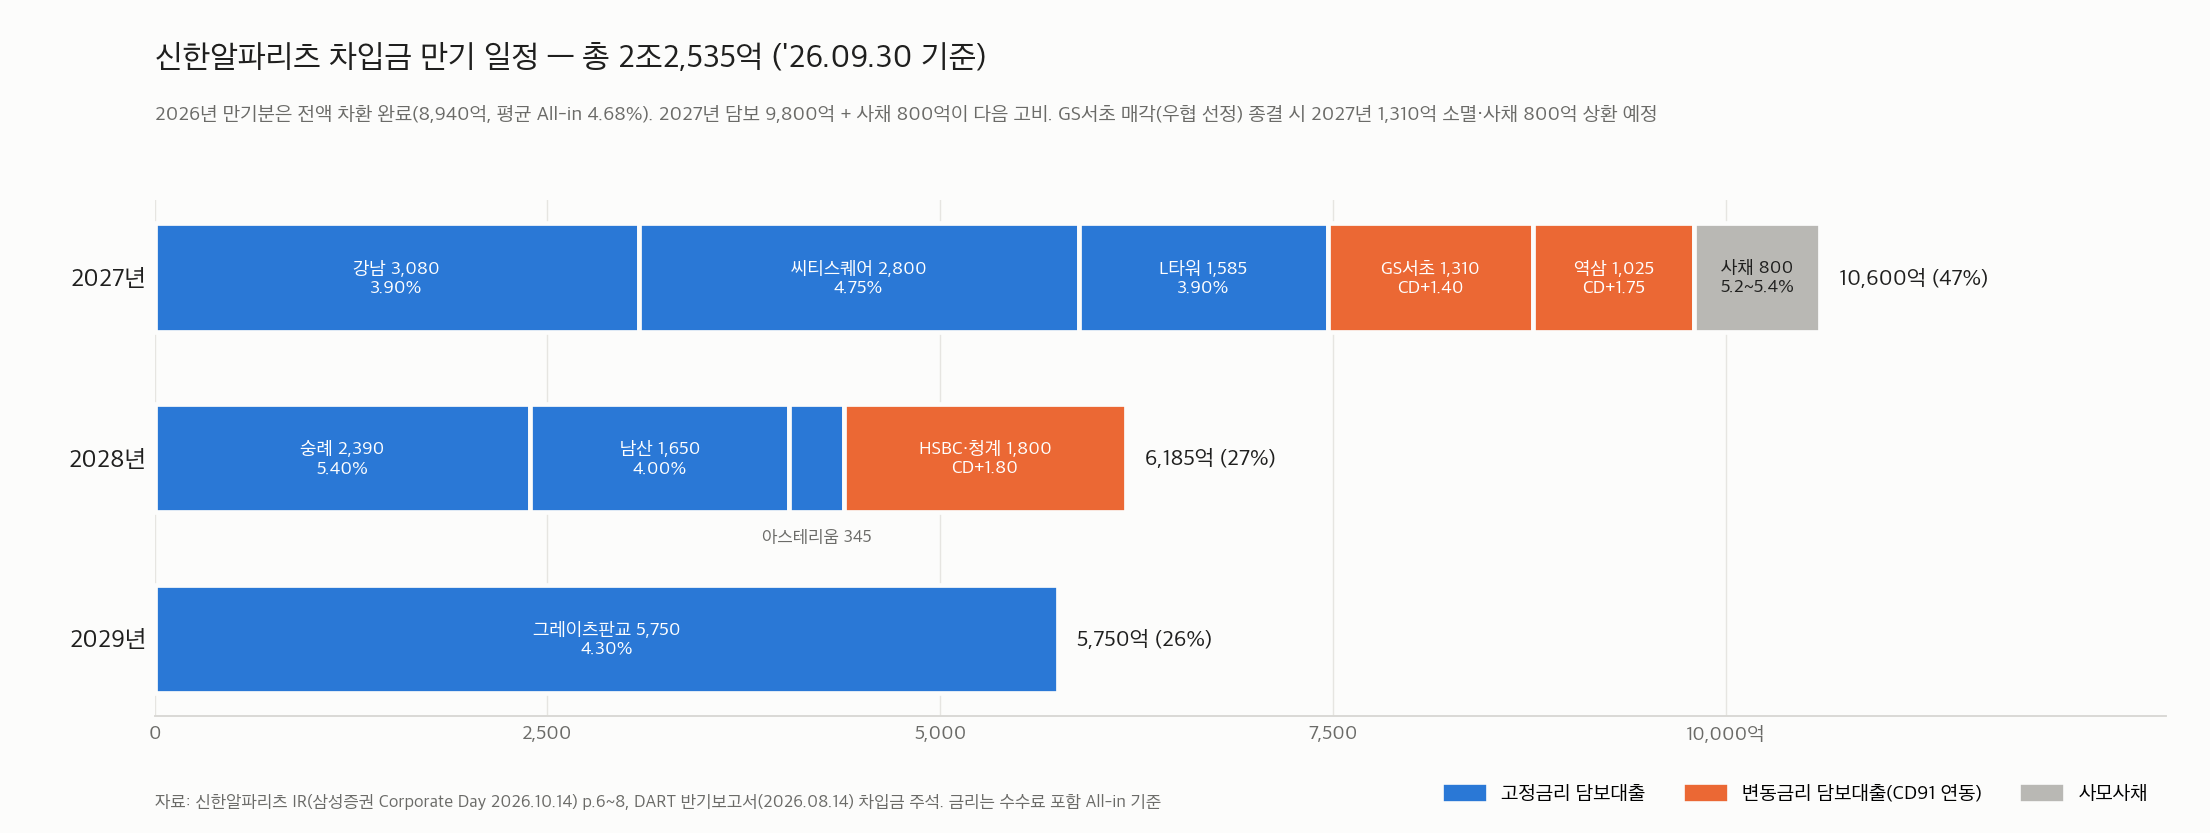 신한알파리츠 차입금 만기 일정 — 총 2조2,535억 ('26.09.30 기준)
2026년 만기분은 전액 차환 완료(8,940억, 평균 All-in 4.68%). 2027년 담보 9,800억 + 사채 800억이 다음 고비. GS서초 매각(우협 선정) 종결 시 2027년 1,310억 소멸·사채 800억 상환 예정
2027년
강남 3,080
3.90%
씨티스퀘어 2,800
4.75%
L타워 1,585
3.90%
GS서초 1,310
CD+1.40
역삼 1,025
CD+1.75
사채 800
5.2~5.4%
10,600억 (47%)
2028년
숭례 2,390
5.40%
남산 1,650
4.00%
HSBC·청계 1,800
CD+1.80
6,185억 (27%)
아스테리움 345
2029년
그레이츠판교 5,750
4.30%
5,750억 (26%)
0
2,500
5,000
7,500
10,000억
자료: 신한알파리츠 IR(삼성증권 Corporate Day 2026.10.14) p.6~8, DART 반기보고서(2026.08.14) 차입금 주석. 금리는 수수료 포함 All-in 기준
고정금리 담보대출
변동금리 담보대출(CD91 연동)
사모사채